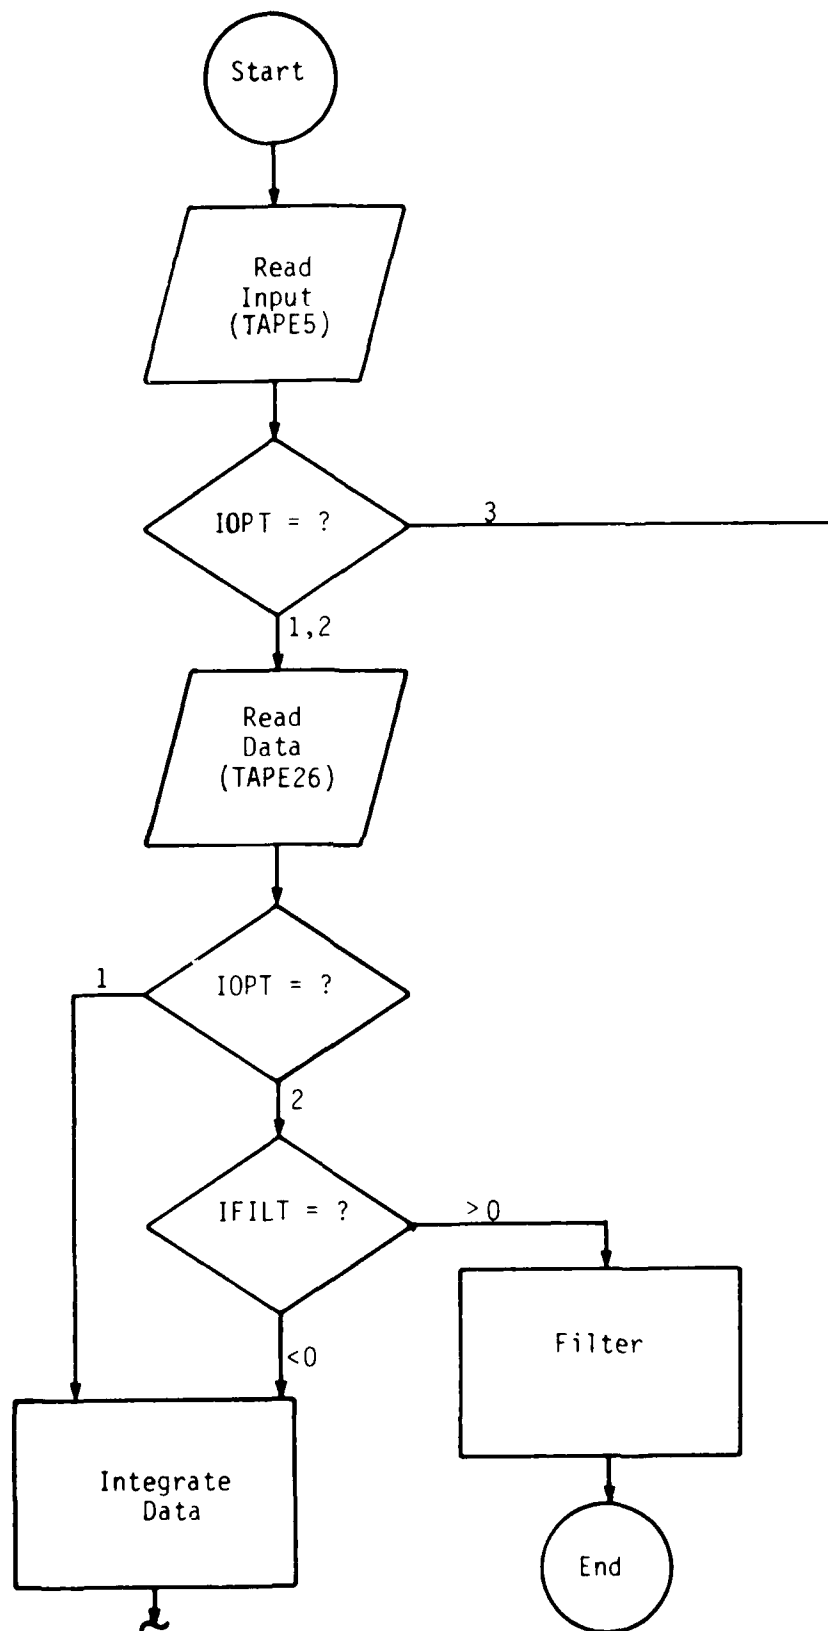 Start
Read
Input
(TAPE5)
IOPT = ?
3
1,2
Read
Data
(TAPE26)
1
IOPT = ?
2
IFILT = ?
>0
<0
Filter
Integrate
Data
End